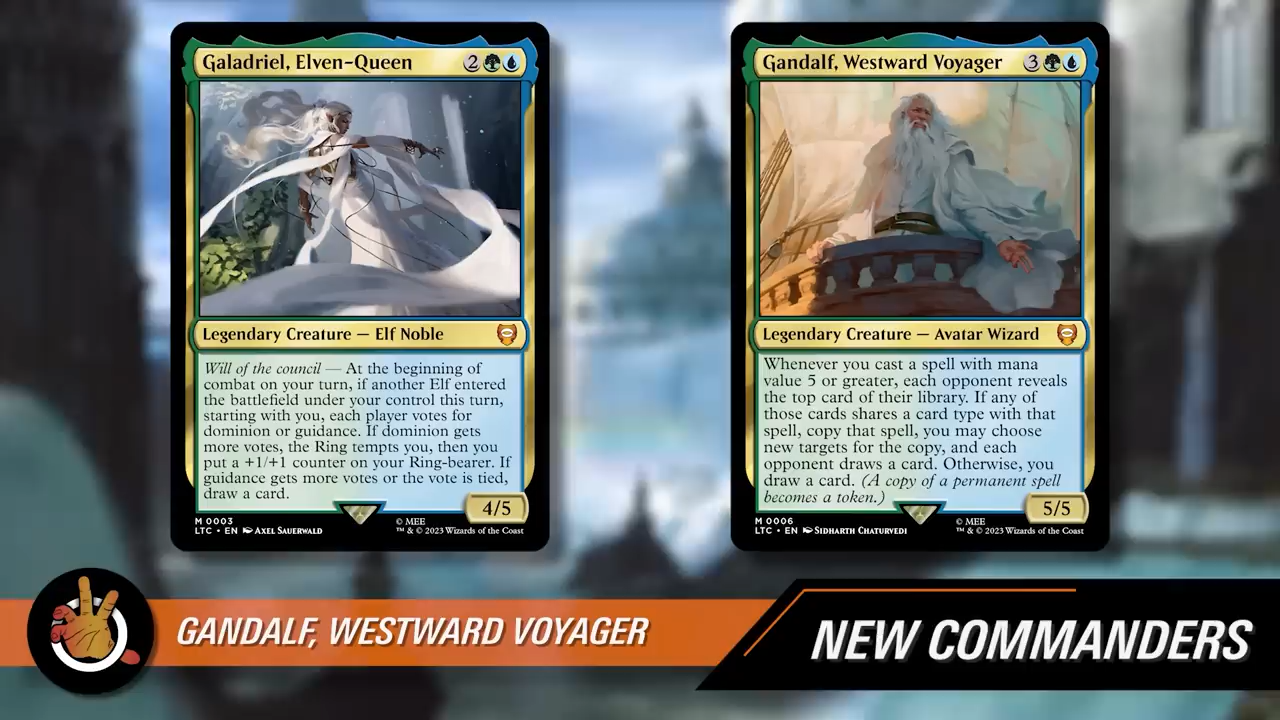 Galadriel, Elven-Queen 2
Legendary Creature — Elf Noble
Will of the council — At the beginning of
combat on your turn, if another Elf entered
the battlefield under your control this turn,
starting with you, each player votes for
dominion or guidance. If dominion gets
more votes, the Ring tempts you, then you
put a +1/+1 counter on your Ring-bearer. If
guidance gets more votes or the vote is tied,
draw a card.
4/5
M 0003
LTC • EN Axel Sauerwald
© MEE
™ & © 2023 Wizards of the Coast
Gandalf, Westward Voyager 3
Legendary Creature — Avatar Wizard
Whenever you cast a spell with mana
value 5 or greater, each opponent reveals
the top card of their library. If any of
those cards shares a card type with that
spell, copy that spell, you may choose
new targets for the copy, and each
opponent draws a card. Otherwise, you
draw a card. (A copy of a permanent spell
becomes a token.)
5/5
M 0006
LTC • EN Sidharth Chaturvedi
© MEE
™ & © 2023 Wizards of the Coast
GANDALF, WESTWARD VOYAGER
NEW COMMANDERS